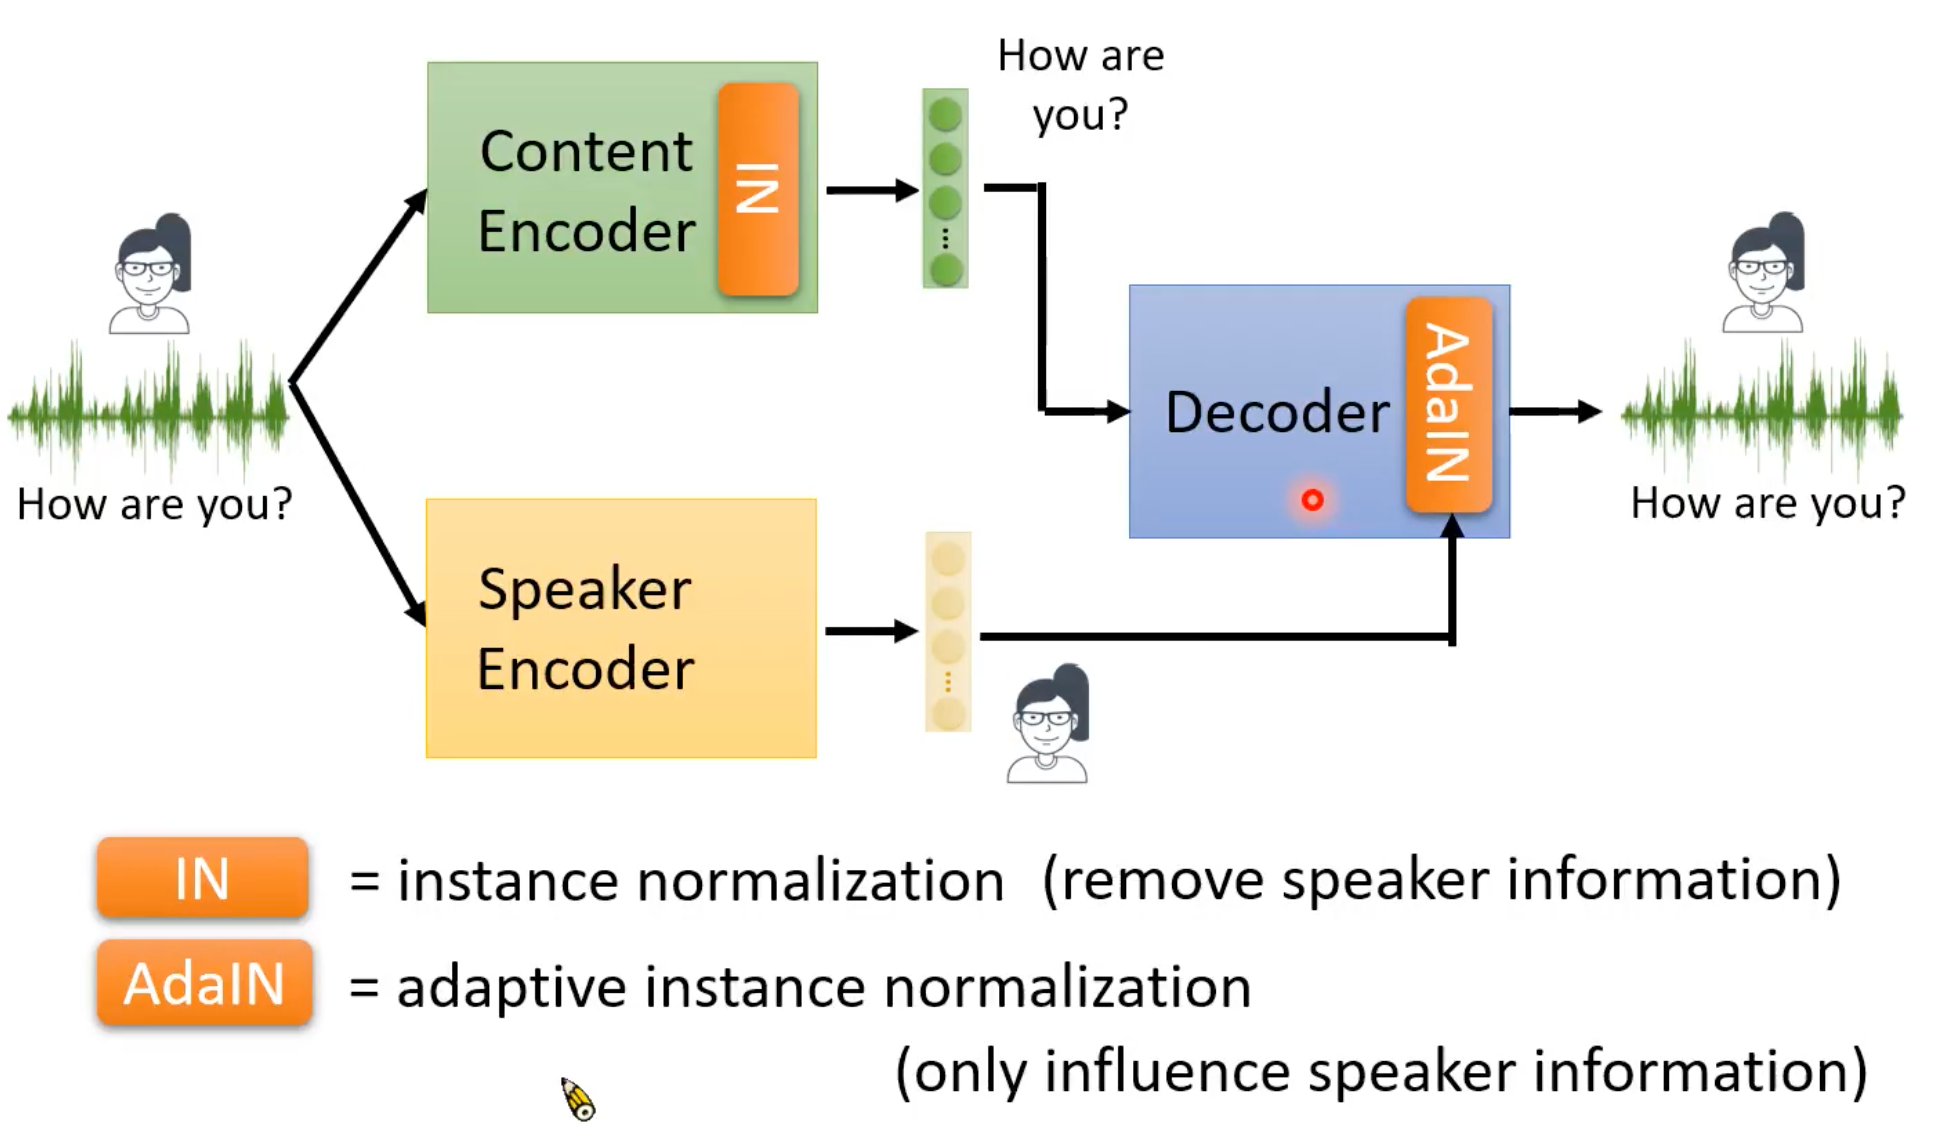 How are
you?
Content
Encoder
IN
How are you?
Decoder
AdaIN
How are you?
Speaker
Encoder
IN = instance normalization (remove speaker information)
AdaIN = adaptive instance normalization
(only influence speaker information)